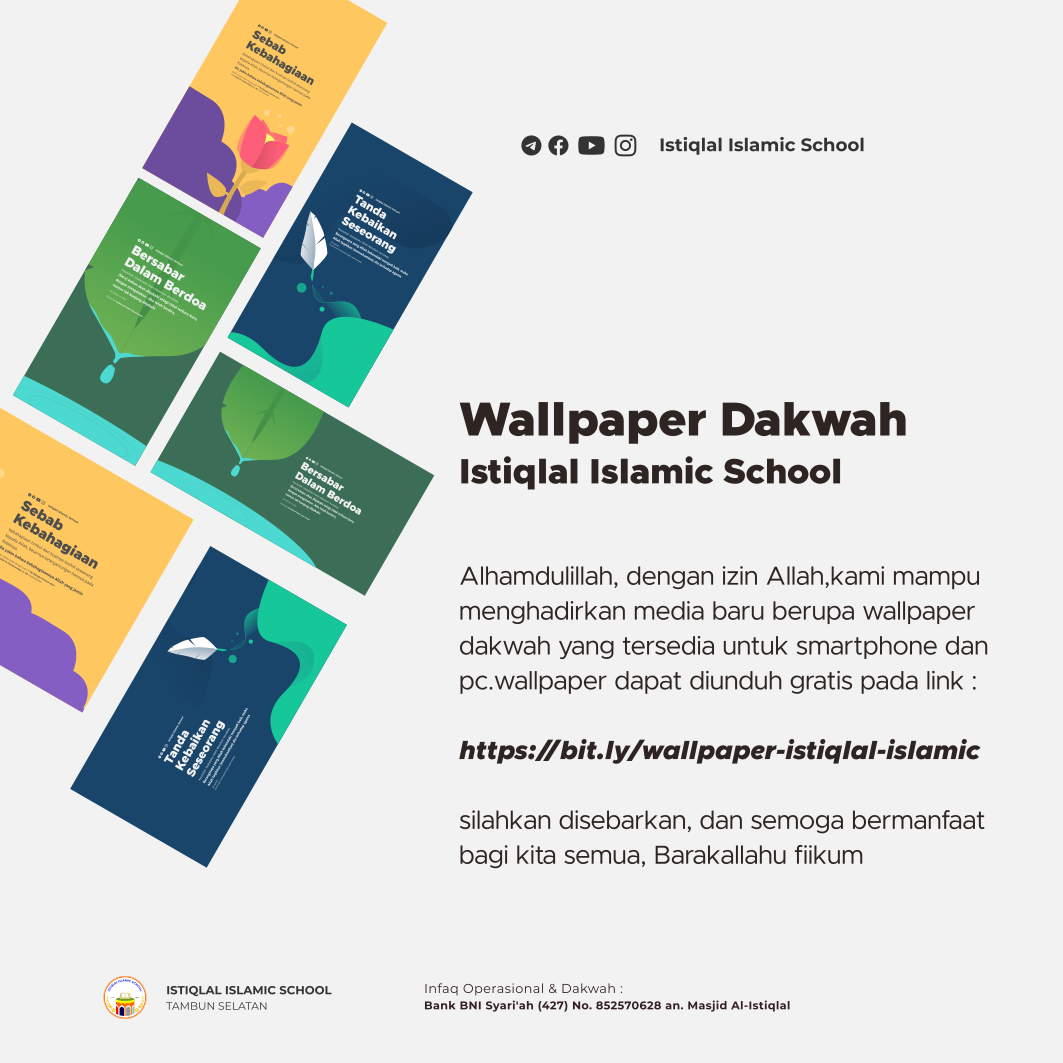 Sebab
Kebahagiaan
Tanda
Kebaikan
Seseorang
Bersabar
Dalam Berdoa
Bersabar
Dalam Berdoa
Sebab
Kebahagiaan
Tanda
Kebaikan
Seseorang
Istiqlal Islamic School
Wallpaper Dakwah
Istiqlal Islamic School
Alhamdulillah, dengan izin Allah,kami mampu
menghadirkan media baru berupa wallpaper
dakwah yang tersedia untuk smartphone dan
pc.wallpaper dapat diunduh gratis pada link :
https://bit.ly/wallpaper-istiqlal-islamic
silahkan disebarkan, dan semoga bermanfaat
bagi kita semua, Barakallahu fiikum
ISTIQLAL ISLAMIC SCHOOL
TAMBUN SELATAN
Infaq Operasional & Dakwah :
Bank BNI Syari'ah (427) No. 852570628 an. Masjid Al-Istiqlal